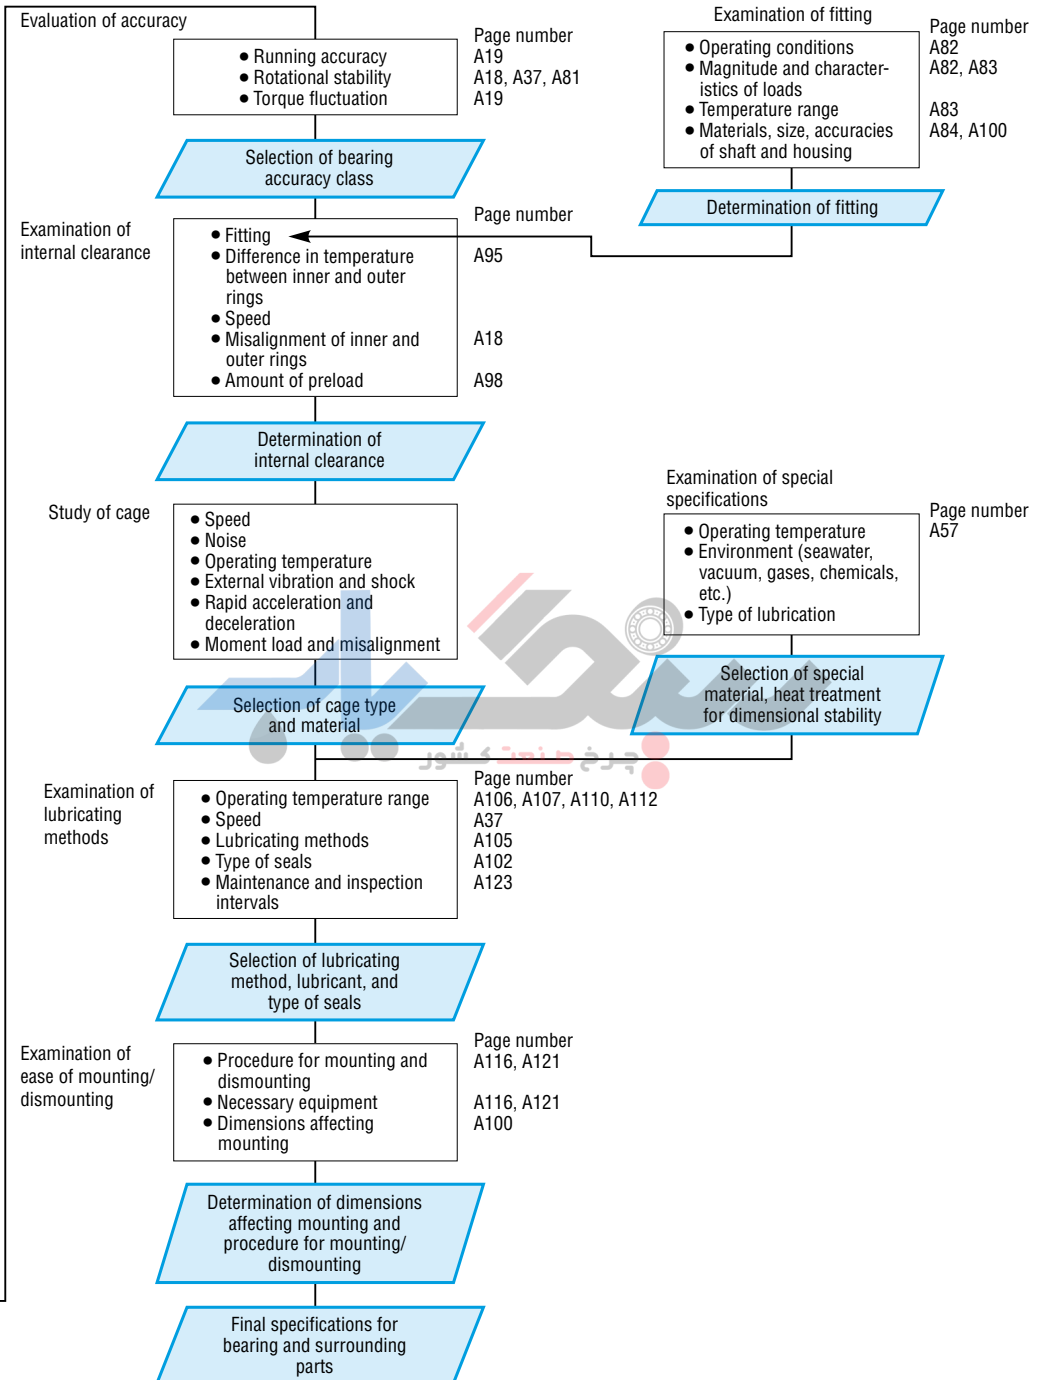 Evaluation of accuracy
Page number
● Running accuracy A19
● Rotational stability A18, A37, A81
● Torque fluctuation A19
Selection of bearing
accuracy class
Examination of fitting
Page number
● Operating conditions A82
● Magnitude and character- A82, A83
istics of loads
● Temperature range A83
● Materials, size, accuracies A84, A100
of shaft and housing
Determination of fitting
Examination of
internal clearance
Page number
● Fitting
● Difference in temperature A95
between inner and outer
rings
● Speed
● Misalignment of inner and A18
outer rings
● Amount of preload A98
Determination of
internal clearance
Study of cage
● Speed
● Noise
● Operating temperature
● External vibration and shock
● Rapid acceleration and
deceleration
● Moment load and misalignment
Selection of cage type
and material
Examination of special
specifications
Page number
● Operating temperature A57
● Environment (seawater,
vacuum, gases, chemicals,
etc.)
● Type of lubrication
Selection of special
material, heat treatment
for dimensional stability
چرخ صنعت کشور
Examination of
lubricating
methods
Page number
● Operating temperature range A106, A107, A110, A112
● Speed A37
● Lubricating methods A105
● Type of seals A102
● Maintenance and inspection A123
intervals
Selection of lubricating
method, lubricant, and
type of seals
Examination of
ease of mounting/
dismounting
Page number
● Procedure for mounting and A116, A121
dismounting
● Necessary equipment A116, A121
● Dimensions affecting A100
mounting
Determination of dimensions
affecting mounting and
procedure for mounting/
dismounting
Final specifications for
bearing and surrounding
parts